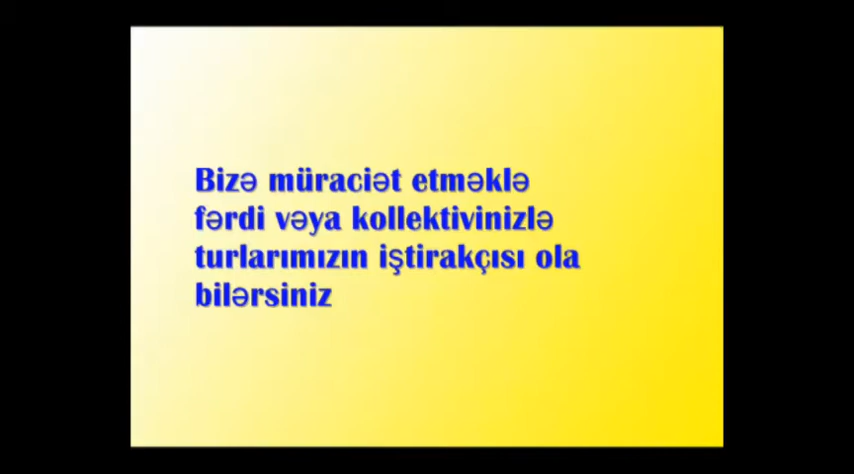 Bizə müraciət etməklə
fərdi vəya kollektivinizlə
turlarımızın iştirakçısı ola
bilərsiniz